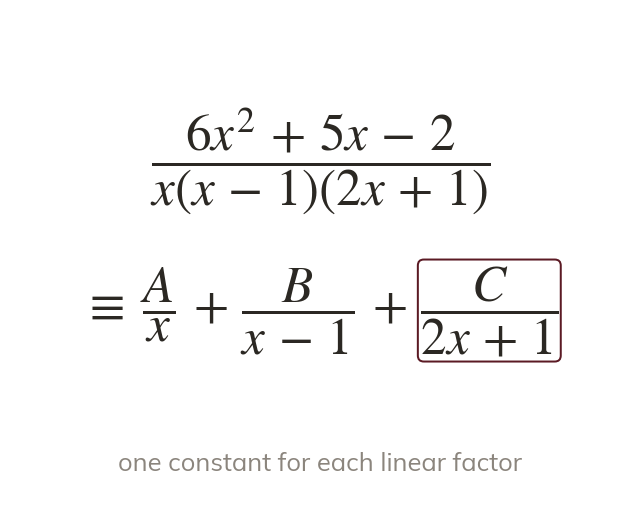 6x² + 5x − 2
x(x − 1)(2x + 1)
≡ A/x + B/(x − 1) + C/(2x + 1)
one constant for each linear factor